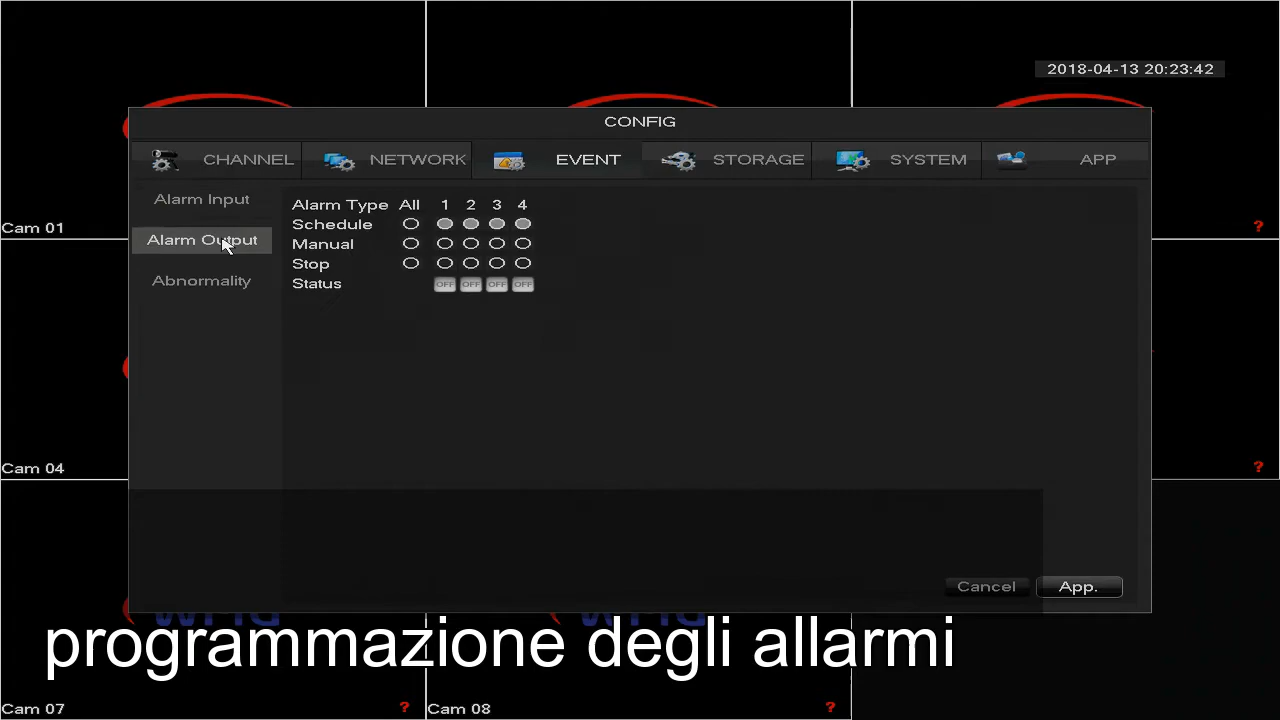 2018-04-13 20:23:42
CONFIG
CHANNEL NETWORK EVENT STORAGE SYSTEM APP
Alarm Input
Alarm Output
Abnormality
Alarm Type All 1 2 3 4
Schedule
Manual
Stop
Status OFF OFF OFF OFF
Cam 01 ?
Cam 04 ?
Cancel App.
programmazione degli allarmi
Cam 07 ? Cam 08 ?